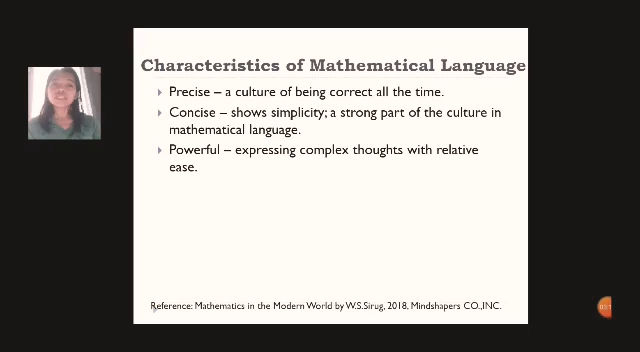 Characteristics of Mathematical Language
Precise – a culture of being correct all the time.
Concise – shows simplicity; a strong part of the culture in
mathematical language.
Powerful – expressing complex thoughts with relative
ease.
Reference: Mathematics in the Modern World by W.S.Sirug, 2018, Mindshapers CO.,INC.